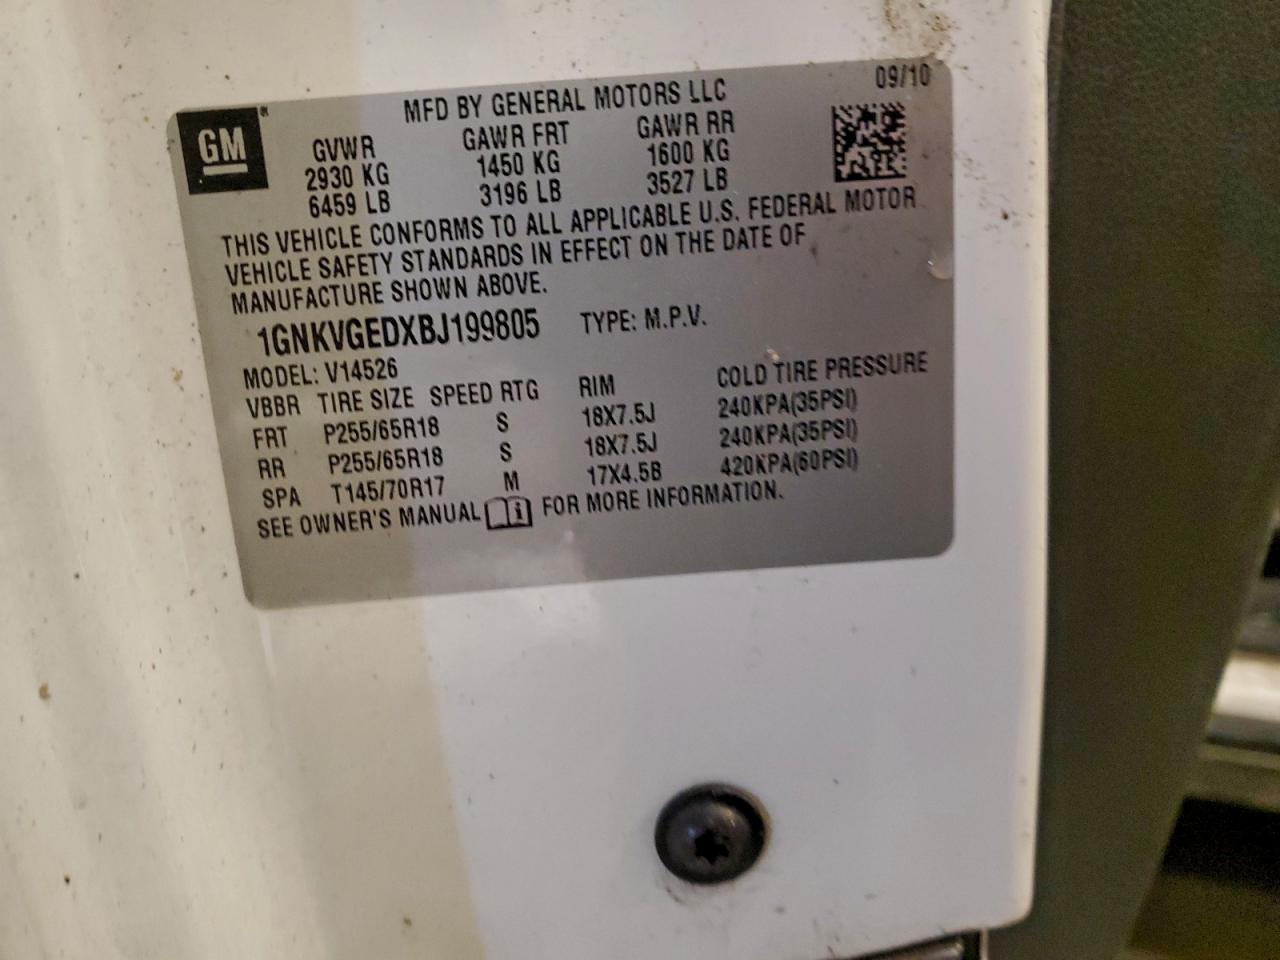 09/10
GM®
MFD BY GENERAL MOTORS LLC
GVWR GAWR FRT GAWR RR
2930 KG 1450 KG 1600 KG
6459 LB 3196 LB 3527 LB
THIS VEHICLE CONFORMS TO ALL APPLICABLE U.S. FEDERAL MOTOR
VEHICLE SAFETY STANDARDS IN EFFECT ON THE DATE OF
MANUFACTURE SHOWN ABOVE.
1GNKVGEDXBJ199805 TYPE: M.P.V.
MODEL: V14526
VBBR TIRE SIZE SPEED RTG RIM COLD TIRE PRESSURE
FRT P255/65R18 S 18X7.5J 240KPA(35PSI)
RR P255/65R18 S 18X7.5J 240KPA(35PSI)
SPA T145/70R17 M 17X4.5B 420KPA(60PSI)
SEE OWNER'S MANUAL i FOR MORE INFORMATION.